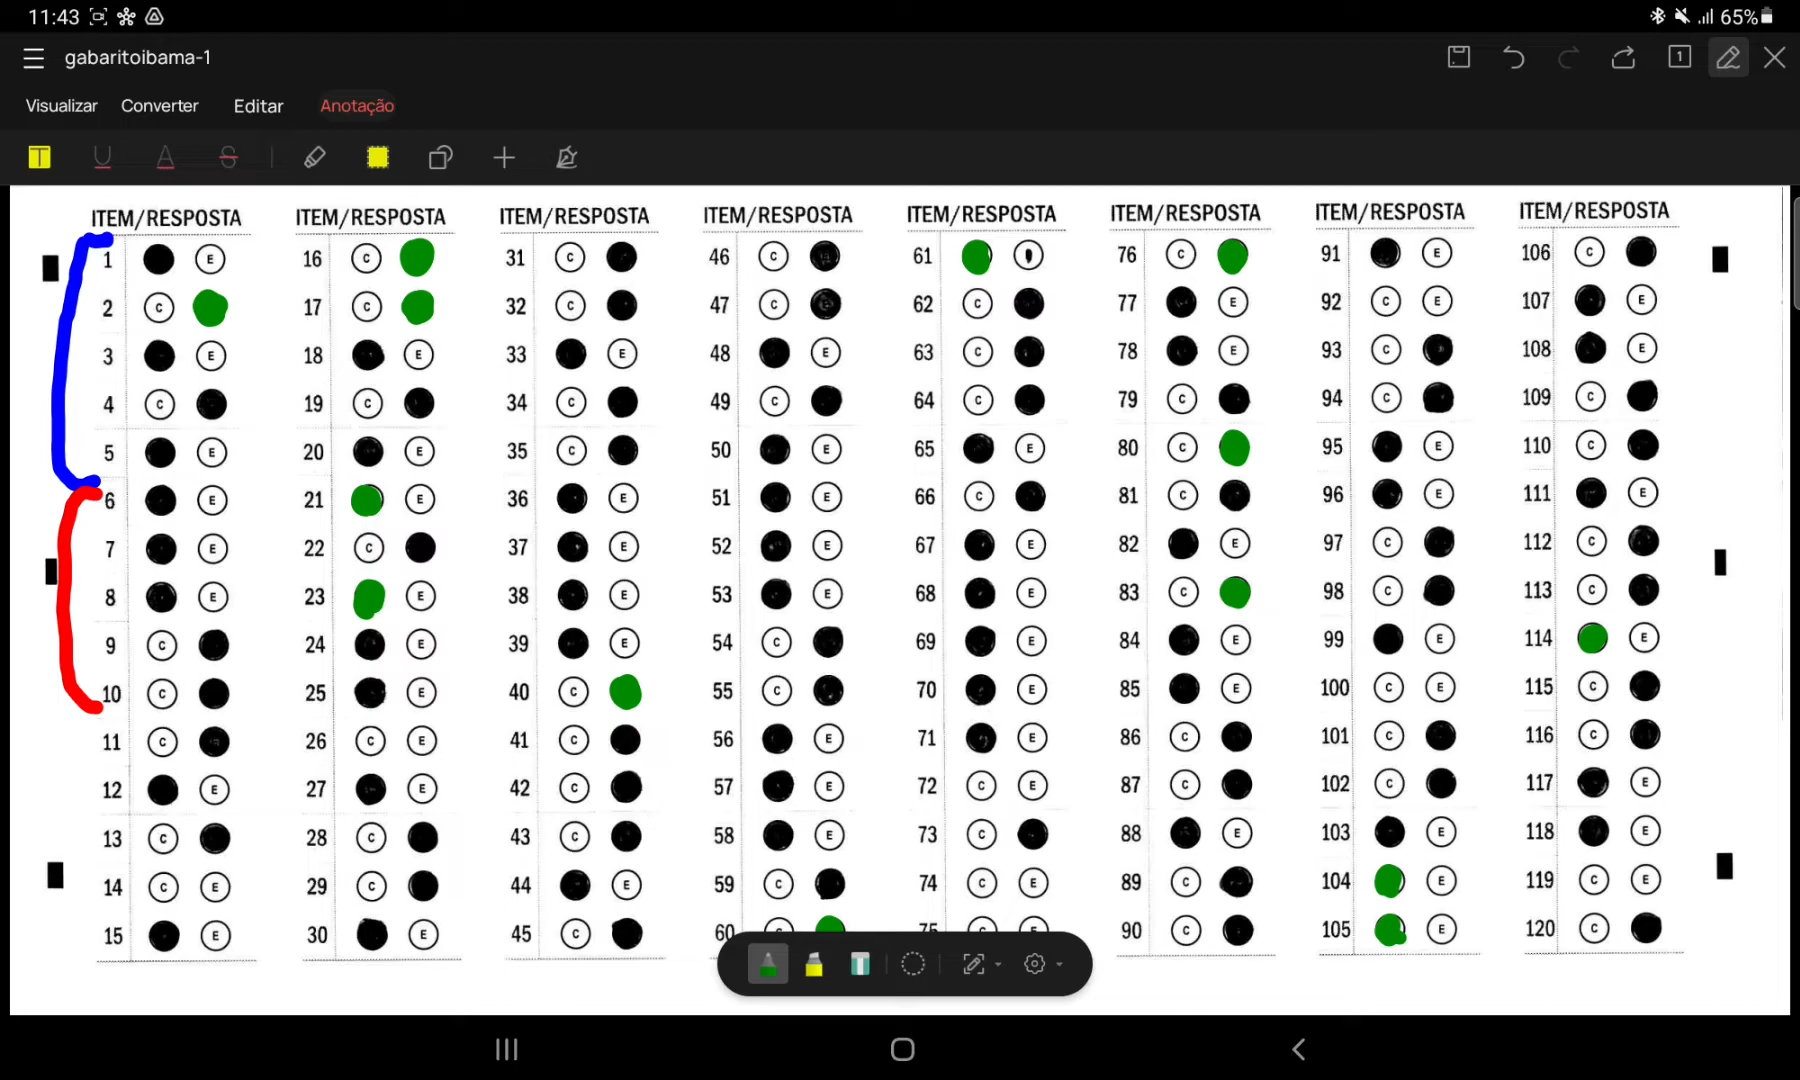 11:43 65%
gabaritoibama-1 1
Visualizar Converter Editar Anotação
T U A S
ITEM/RESPOSTA ITEM/RESPOSTA ITEM/RESPOSTA ITEM/RESPOSTA ITEM/RESPOSTA ITEM/RESPOSTA ITEM/RESPOSTA ITEM/RESPOSTA
1 E 16 C 31 C 46 C 61 76 C 91 E 106 C
2 C 17 C 32 C 47 C 62 C 77 E 92 C E 107 E
3 E 18 E 33 E 48 E 63 C 78 E 93 C 108 E
4 C 19 C 34 C 49 C 64 C 79 C 94 C 109 C
5 E 20 E 35 C 50 E 65 E 80 C 95 E 110 C
6 E 21 E 36 E 51 E 66 C 81 C 96 E 111 E
7 E 22 C 37 E 52 E 67 E 82 E 97 C 112 C
8 E 23 E 38 E 53 E 68 E 83 C 98 C 113 C
9 C 24 E 39 E 54 C 69 E 84 E 99 E 114 E
10 C 25 E 40 C 55 C 70 E 85 E 100 C E 115 C
11 C 26 C E 41 C 56 E 71 E 86 C 101 C 116 C
12 E 27 E 42 C 57 E 72 C E 87 C 102 C 117 E
13 C 28 C 43 C 58 E 73 C 88 E 103 E 118 E
14 C E 29 C 44 E 59 C 74 C E 89 C 104 E 119 C E
15 E 30 E 45 C 60 C 75 C E 90 C 105 E 120 C